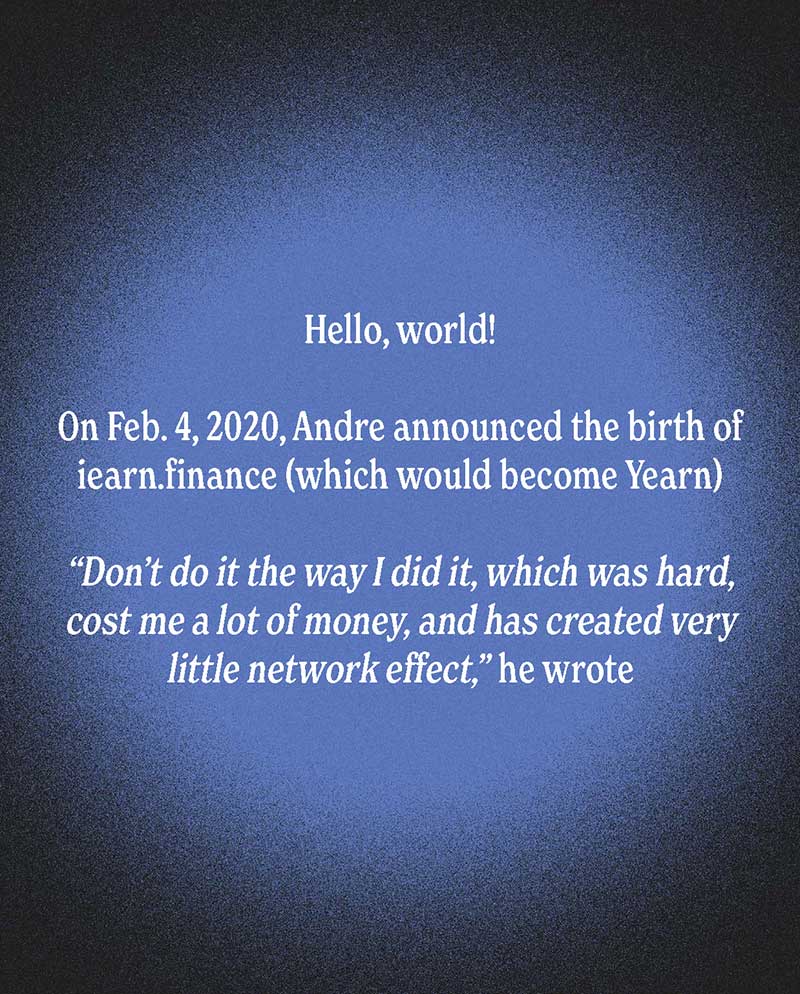 Hello, world!
On Feb. 4, 2020, Andre announced the birth of
iearn.finance (which would become Yearn)
“Don’t do it the way I did it, which was hard,
cost me a lot of money, and has created very
little network effect,” he wrote